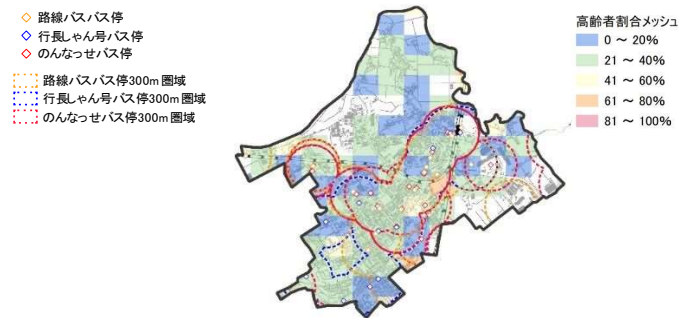 路線バスバス停
行長しゃん号バス停
のんなっせバス停
路線バスバス停300m圏域
行長しゃん号バス停300m圏域
のんなっせバス停300m圏域
高齢者割合メッシュ
0 ～ 20%
21 ～ 40%
41 ～ 60%
61 ～ 80%
81 ～ 100%